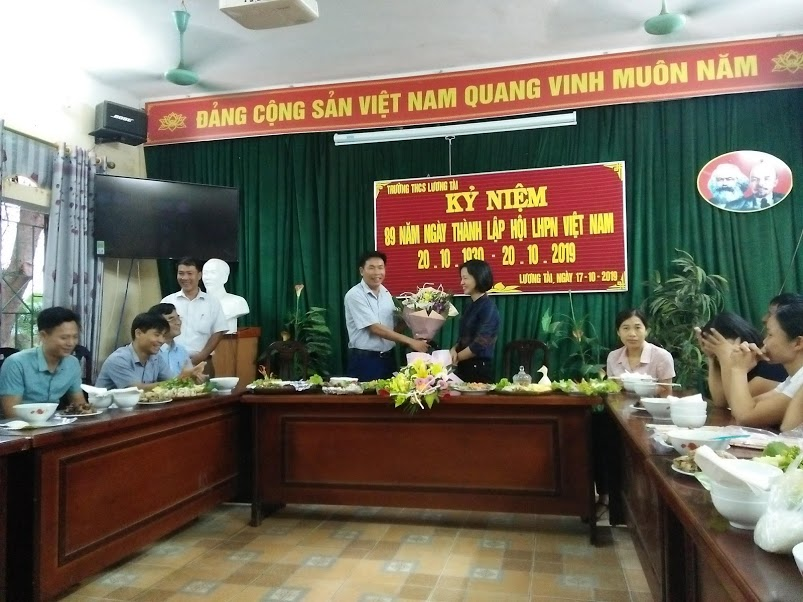 ĐẢNG CỘNG SẢN VIỆT NAM QUANG VINH MUÔN NĂM
BOSE
TRƯỜNG THCS LƯƠNG TÀI
KỶ NIỆM
89 NĂM NGÀY THÀNH LẬP HỘI LHPN VIỆT NAM
20 . 10 . 1930 - 20 . 10 . 2019
LƯƠNG TÀI, NGÀY 17-10-2019